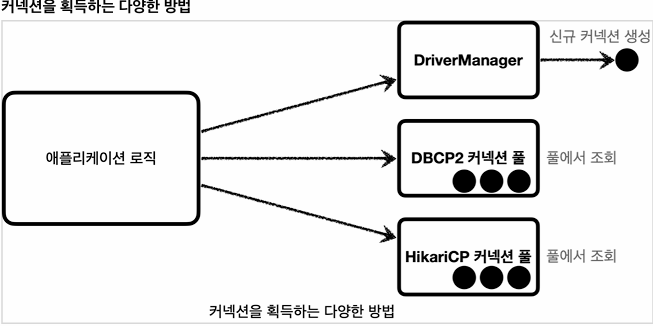 커넥션을 획득하는 다양한 방법
신규 커넥션 생성
DriverManager
애플리케이션 로직
DBCP2 커넥션 풀
풀에서 조회
HikariCP 커넥션 풀
풀에서 조회
커넥션을 획득하는 다양한 방법